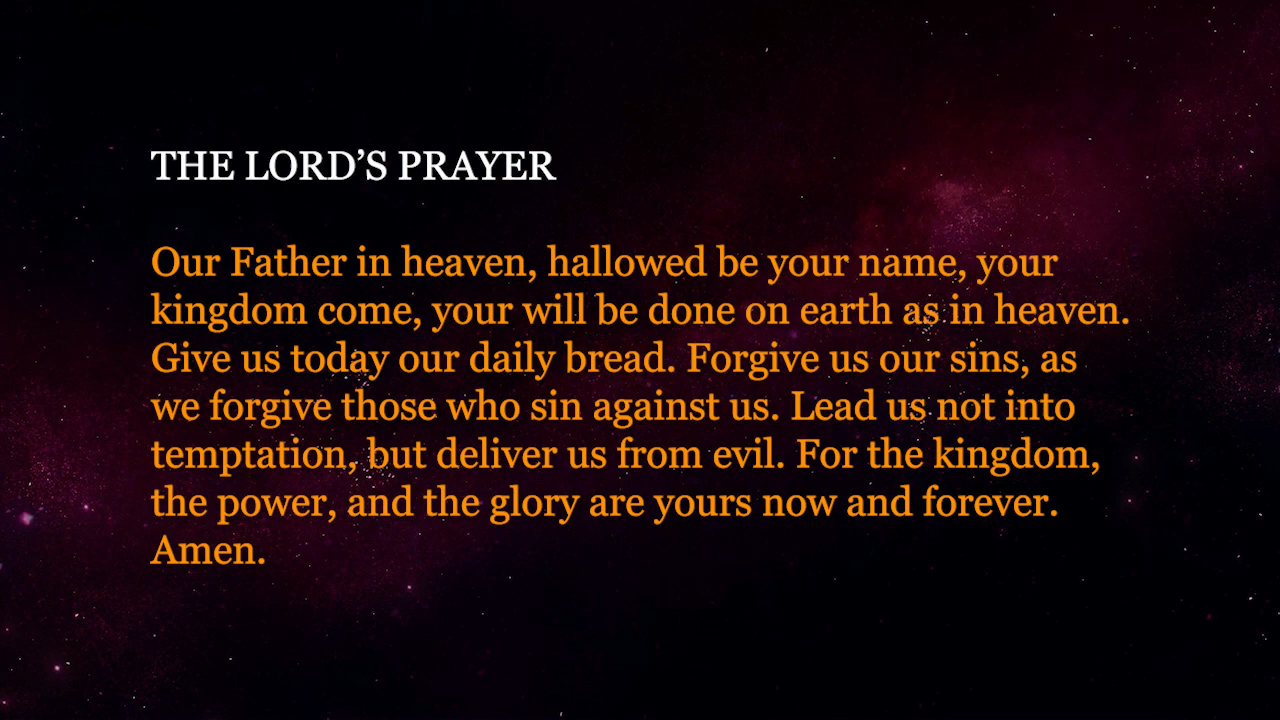 THE LORD’S PRAYER
Our Father in heaven, hallowed be your name, your
kingdom come, your will be done on earth as in heaven.
Give us today our daily bread. Forgive us our sins, as
we forgive those who sin against us. Lead us not into
temptation, but deliver us from evil. For the kingdom,
the power, and the glory are yours now and forever.
Amen.